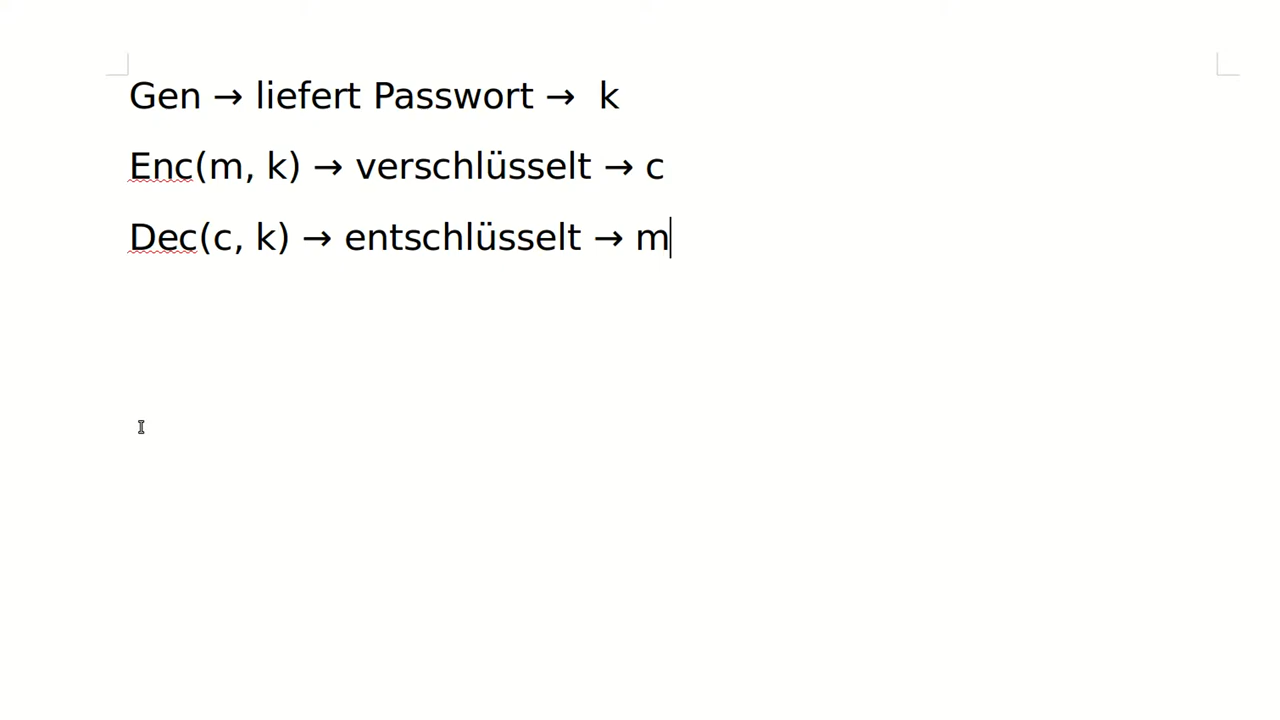 Gen → liefert Passwort → k
Enc(m, k) → verschlüsselt → c
Dec(c, k) → entschlüsselt → m